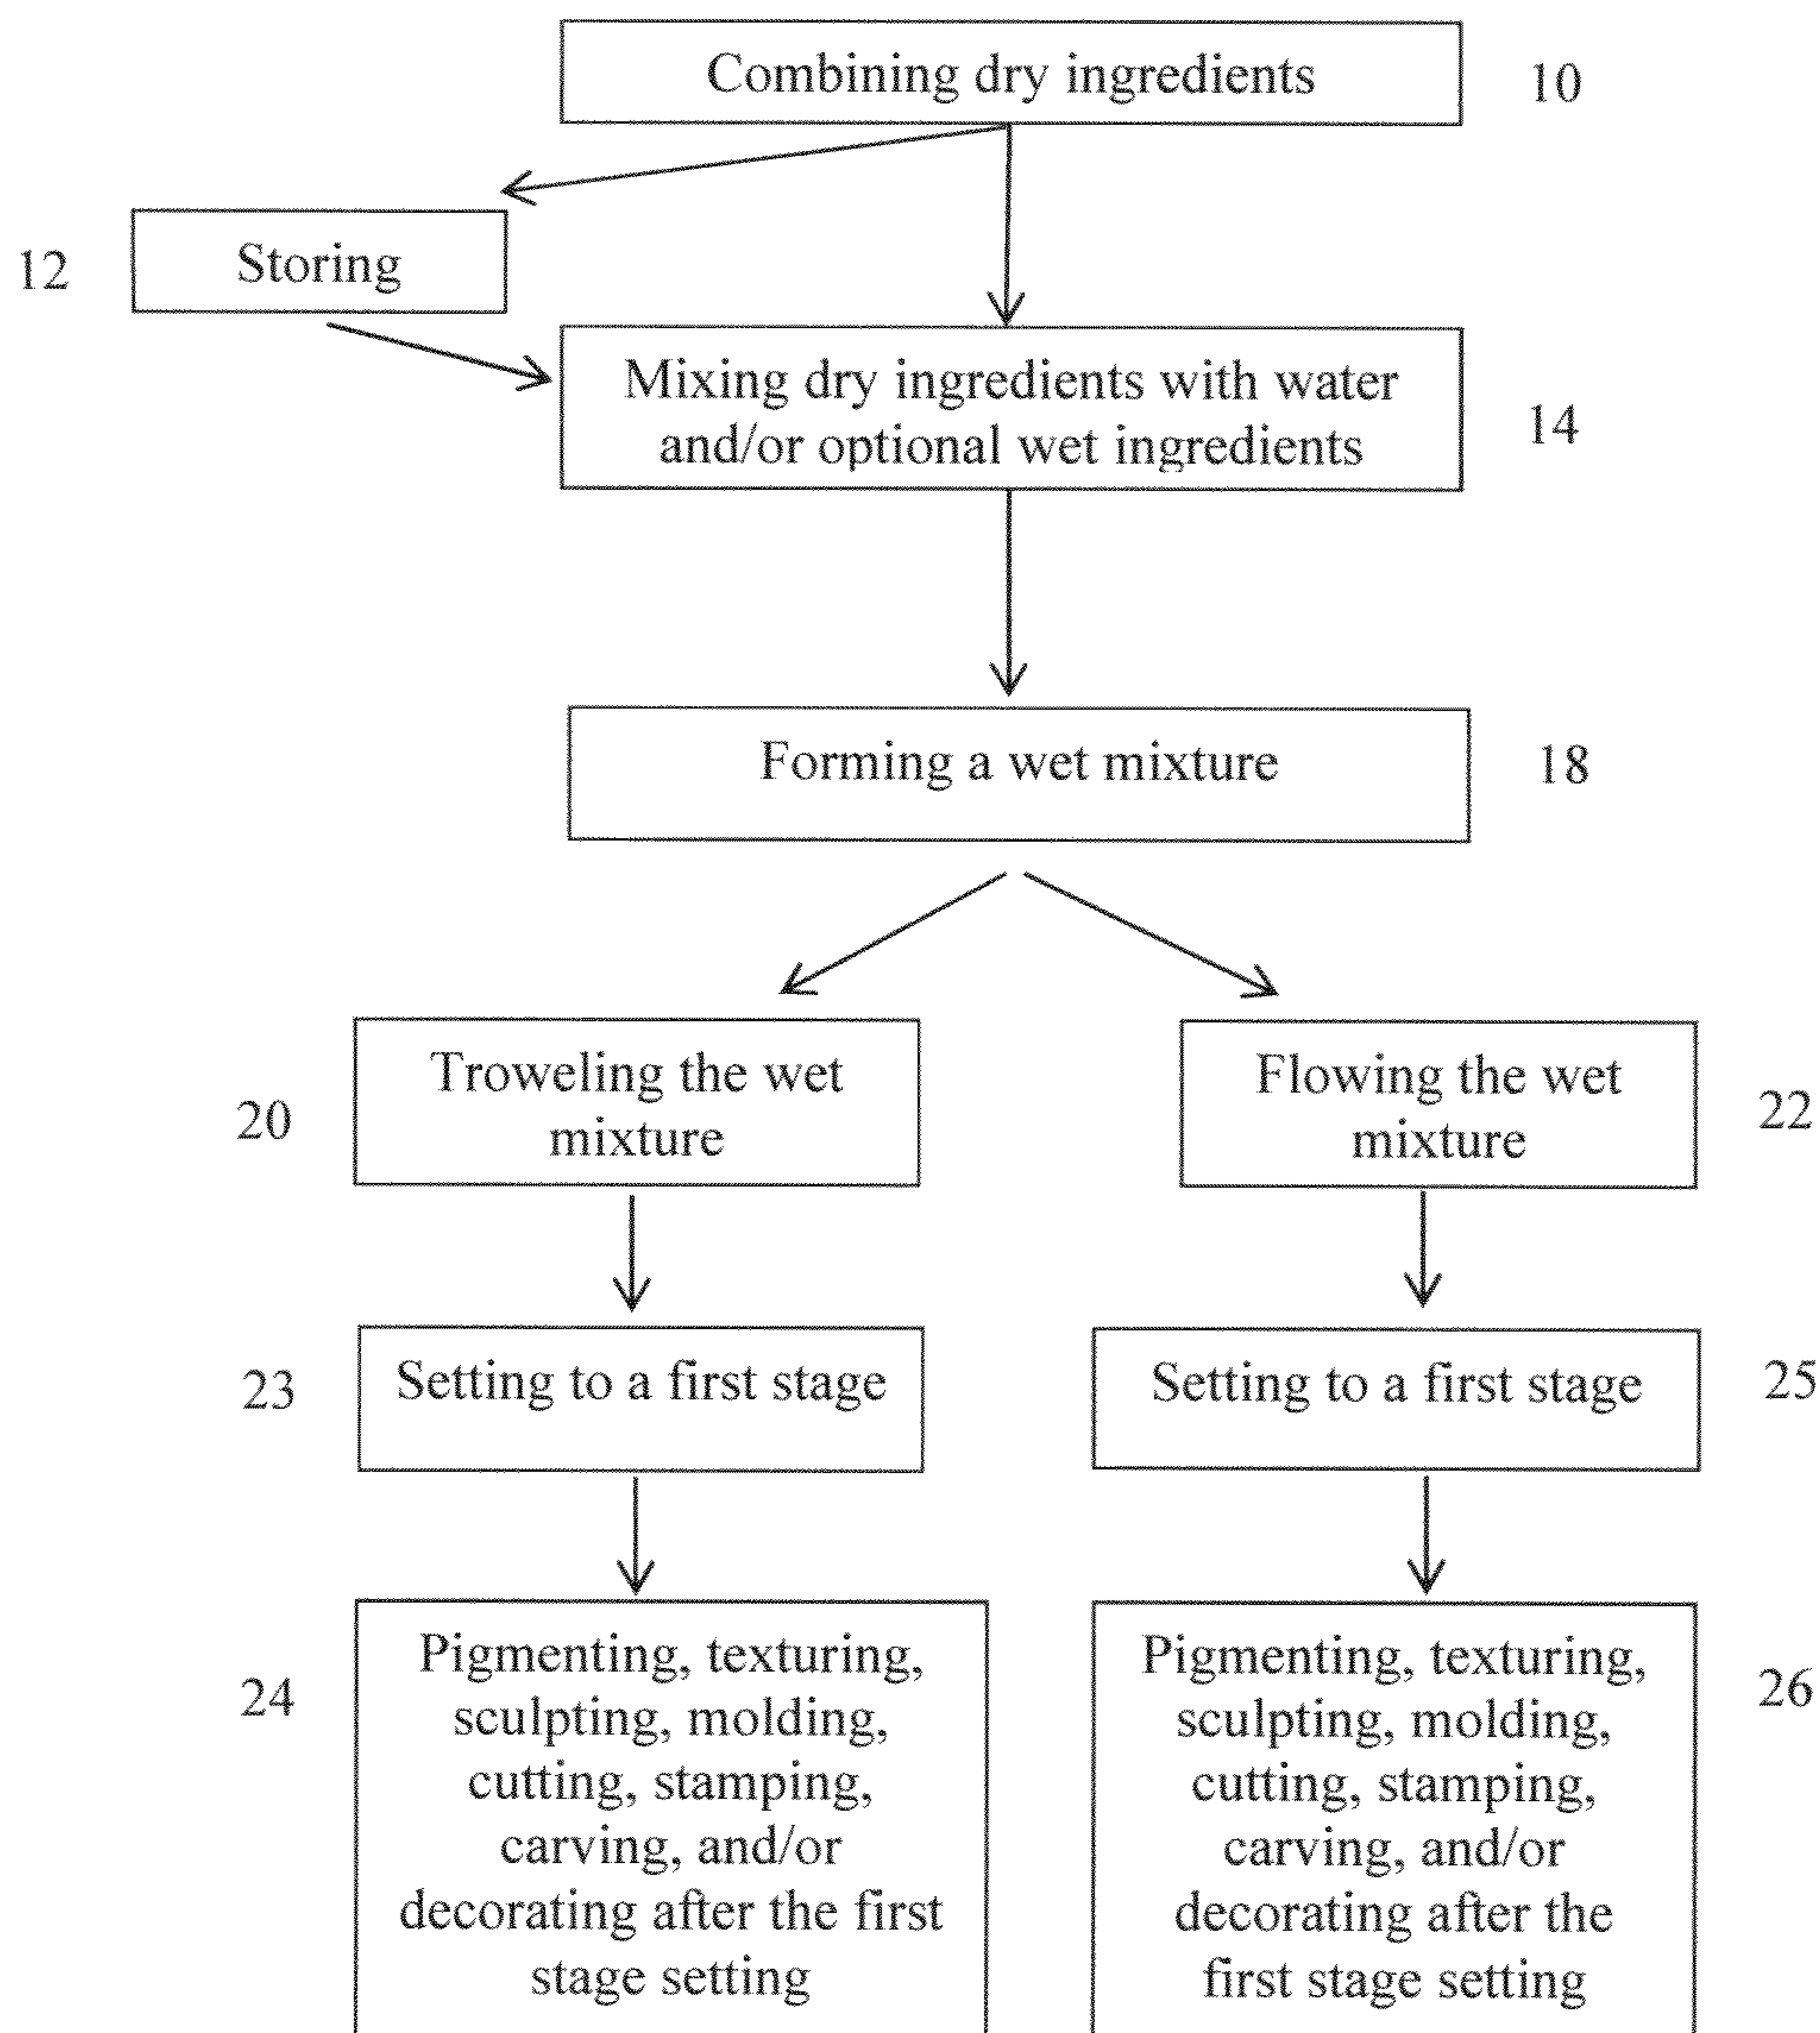 Combining dry ingredients
10
12
Storing
Mixing dry ingredients with water
and/or optional wet ingredients
14
Forming a wet mixture
18
20
Troweling the wet
mixture
Flowing the wet
mixture
22
23
Setting to a first stage
Setting to a first stage
25
24
Pigmenting, texturing,
sculpting, molding,
cutting, stamping,
carving, and/or
decorating after the first
stage setting
Pigmenting, texturing,
sculpting, molding,
cutting, stamping,
carving, and/or
decorating after the
first stage setting
26